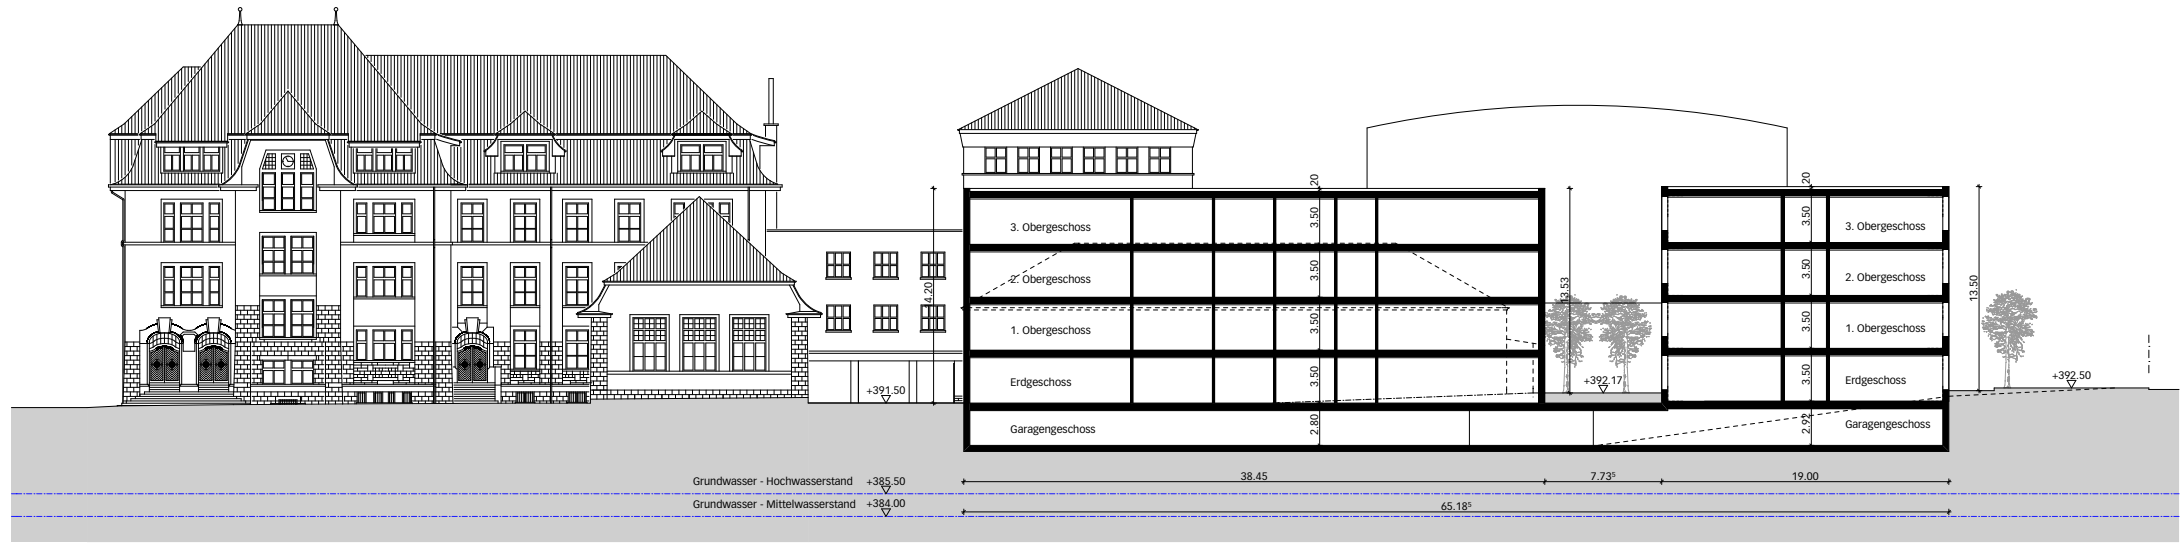 20
20
3. Obergeschoss
3.50
3.50
3. Obergeschoss
2. Obergeschoss
3.50
3.50
2. Obergeschoss
4.20
13.53
13.50
1. Obergeschoss
3.50
3.50
1. Obergeschoss
+391.50
Erdgeschoss
3.50
+392.17
3.50
Erdgeschoss
+392.50
Garagengeschoss
2.80
2.92
Garagengeschoss
Grundwasser - Hochwasserstand +385.50
38.45
7.73⁵
19.00
Grundwasser - Mittelwasserstand +384.00
65.18⁵